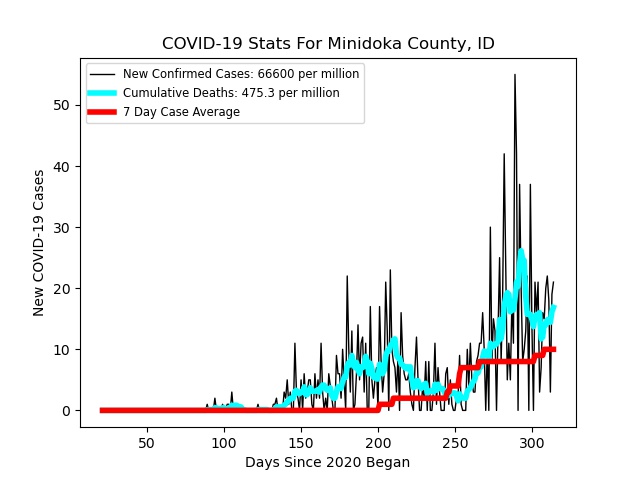 COVID-19 Stats For Minidoka County, ID
New Confirmed Cases: 66600 per million
Cumulative Deaths: 475.3 per million
7 Day Case Average
New COVID-19 Cases
50
40
30
20
10
0
50 100 150 200 250 300
Days Since 2020 Began